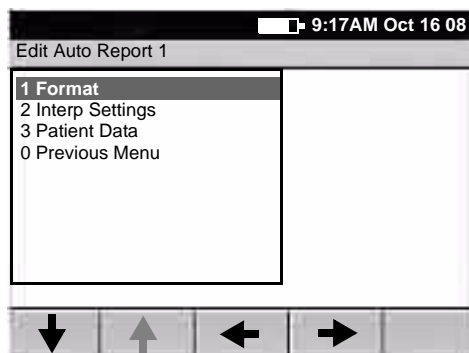 9:17AM Oct 16 08
Edit Auto Report 1
1 Format
2 Interp Settings
3 Patient Data
0 Previous Menu